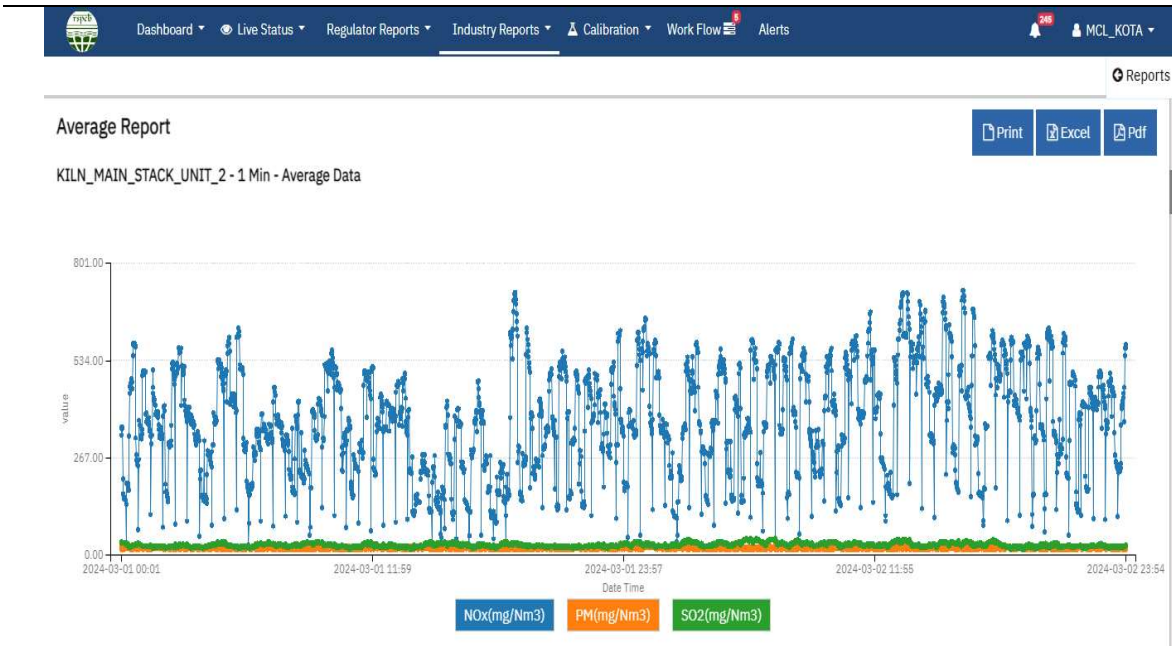 rspcb
Dashboard Live Status Regulator Reports Industry Reports Calibration Work Flow 5 Alerts 245 MCL_KOTA
Reports
Average Report
Print Excel Pdf
KILN_MAIN_STACK_UNIT_2 - 1 Min - Average Data
801.00
534.00
267.00
0.00
value
2024-03-01 00:01 2024-03-01 11:59 2024-03-01 23:57 2024-03-02 11:55 2024-03-02 23:54
Date Time
NOx(mg/Nm3) PM(mg/Nm3) SO2(mg/Nm3)